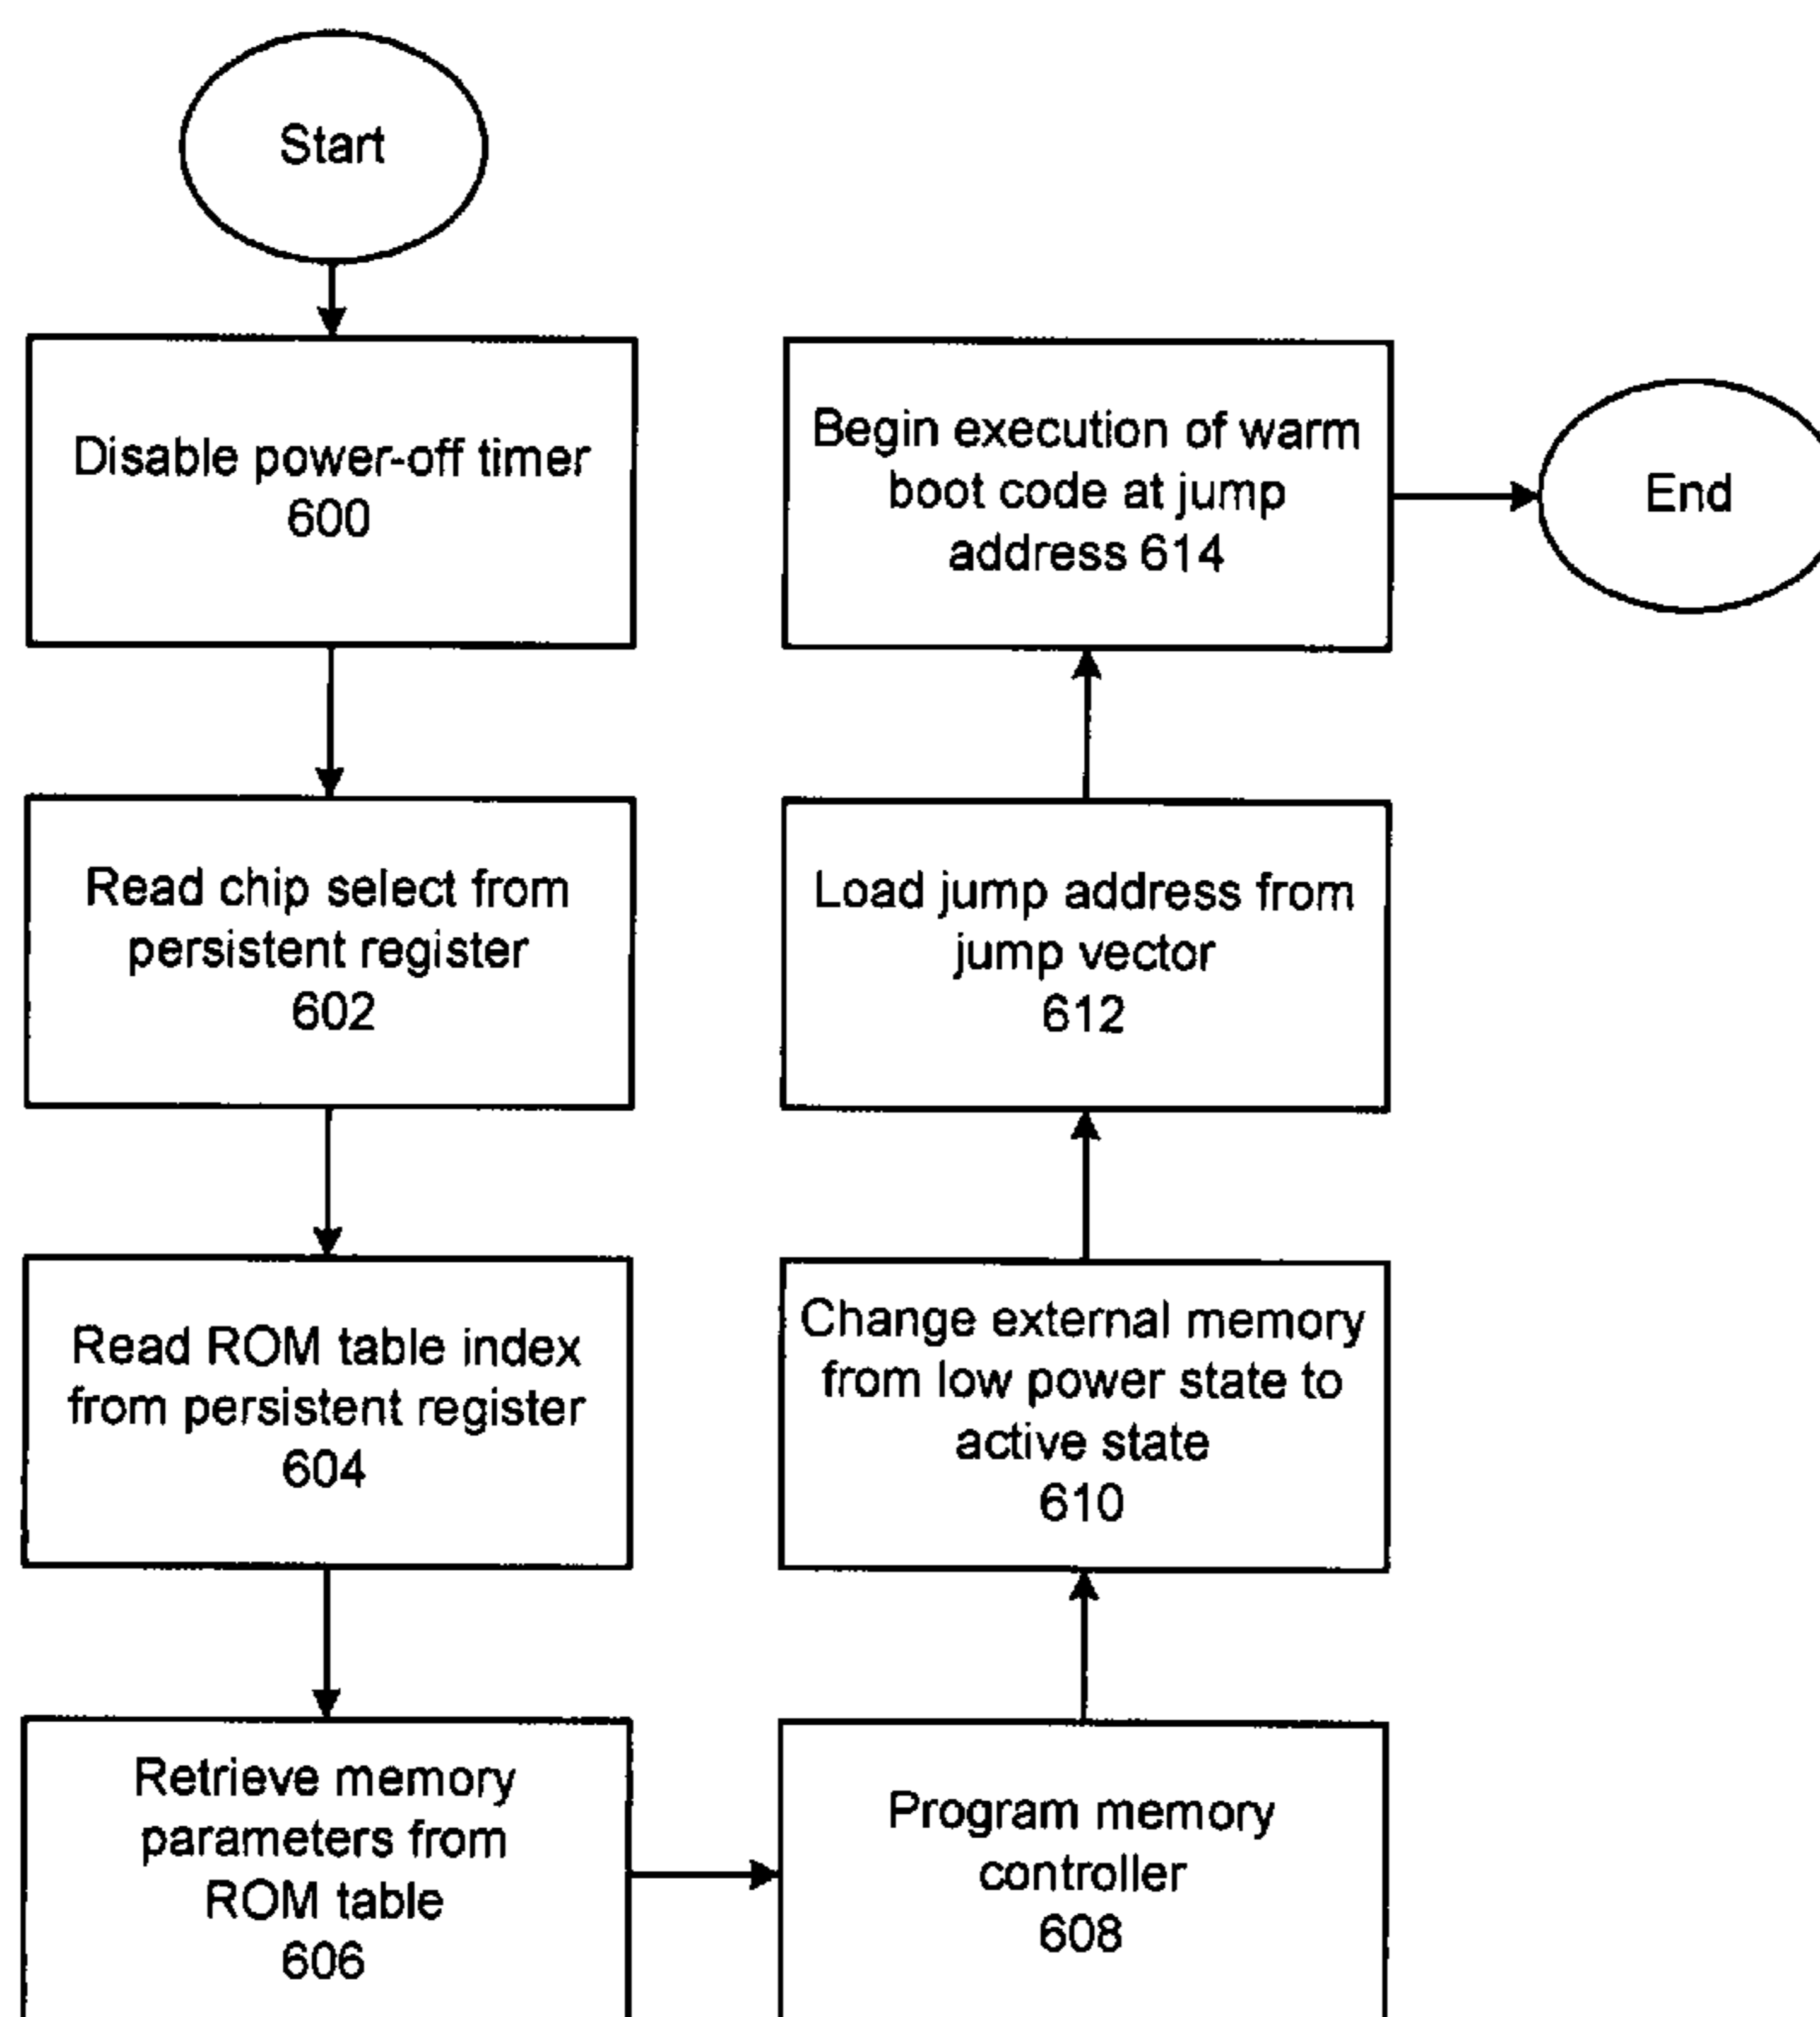 Start
Disable power-off timer
600
Read chip select from
persistent register
602
Read ROM table index
from persistent register
604
Retrieve memory
parameters from
ROM table
606
Program memory
controller
608
Change external memory
from low power state to
active state
610
Load jump address from
jump vector
612
Begin execution of warm
boot code at jump
address 614
End